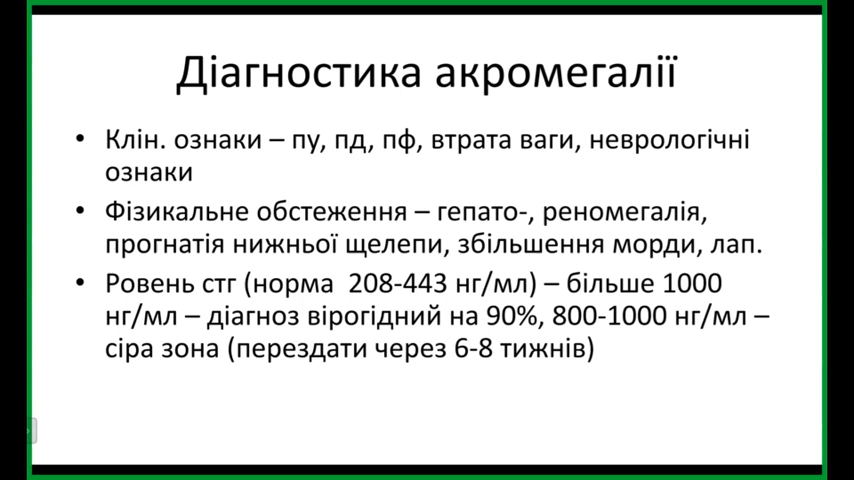 Діагностика акромегалії
• Клін. ознаки – пу, пд, пф, втрата ваги, неврологічні
ознаки
• Фізикальне обстеження – гепато-, реномегалія,
прогнатія нижньої щелепи, збільшення морди, лап.
• Ровень стг (норма 208-443 нг/мл) – більше 1000
нг/мл – діагноз вірогідний на 90%, 800-1000 нг/мл –
сіра зона (перездати через 6-8 тижнів)